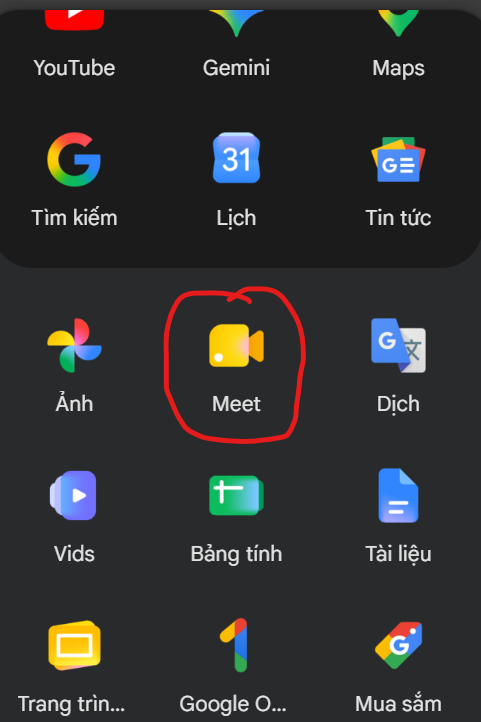 YouTube
Gemini
Maps
31
G
Tìm kiếm
Lịch
Tin tức
G
文
Ảnh
Meet
Dịch
Vids
Bảng tính
Tài liệu
G
Trang trìn...
Google O...
Mua sắm